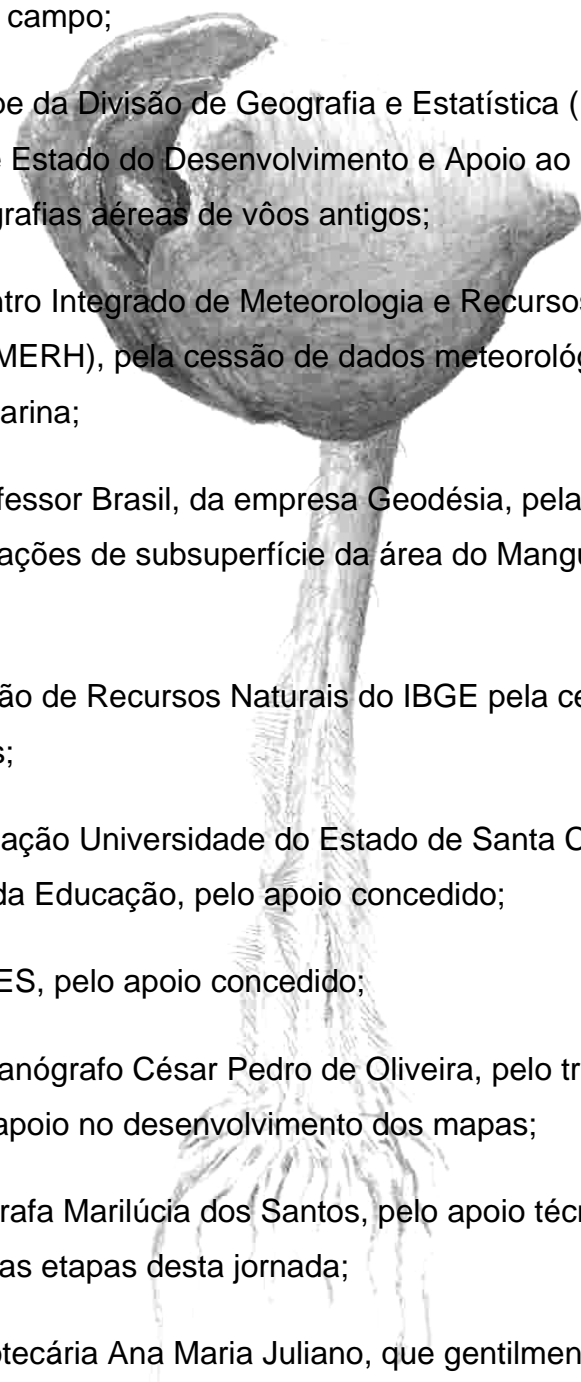 campo;
da Divisão de Geografia e Estatística (
Estado do Desenvolvimento e Apoio ao
grafias aéreas de vôos antigos;
ntro Integrado de Meteorologia e Recursos
MERH), pela cessão de dados meteorológ
arina;
fessor Brasil, da empresa Geodésia, pela
ações de subsuperfície da área do Mangu
ão de Recursos Naturais do IBGE pela ce
s;
ação Universidade do Estado de Santa C
da Educação, pelo apoio concedido;
ES, pelo apoio concedido;
anógrafo César Pedro de Oliveira, pelo tr
apoio no desenvolvimento dos mapas;
rafa Marilúcia dos Santos, pelo apoio técn
as etapas desta jornada;
otecária Ana Maria Juliano, que gentilmen